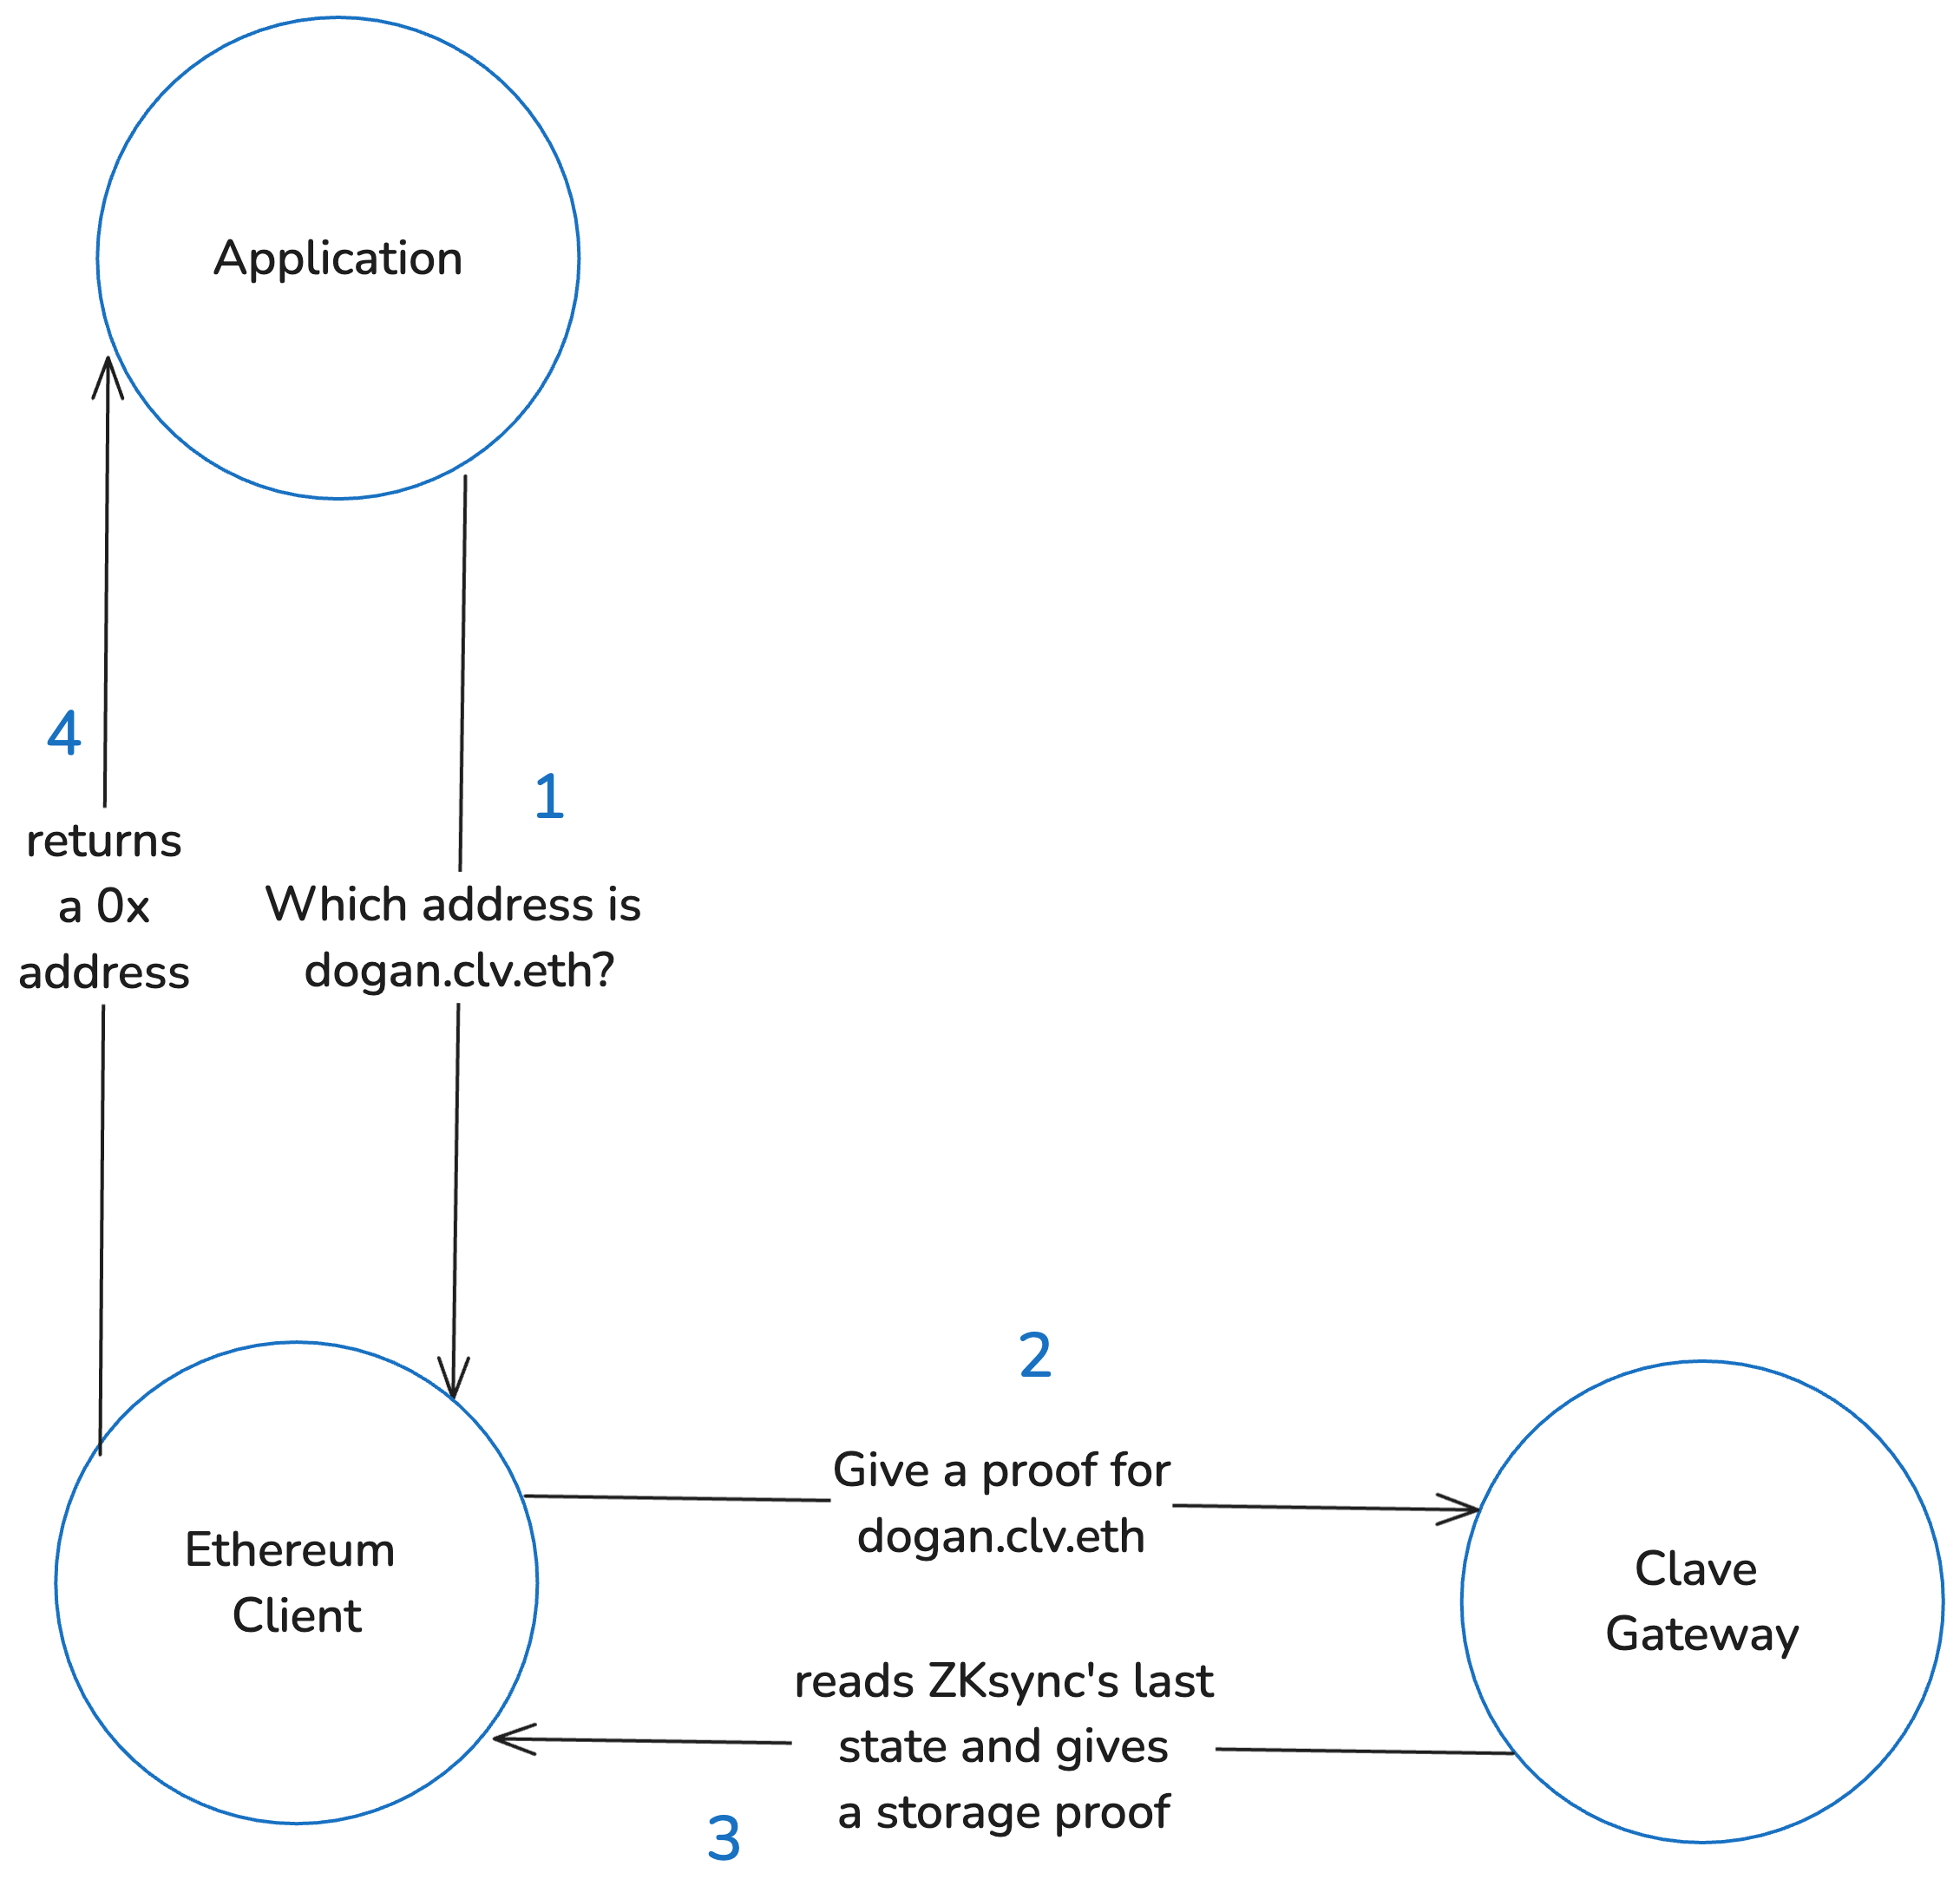 Application
4
1
returns
a 0x
address
Which address is
dogan.clv.eth?
2
Give a proof for
dogan.clv.eth
Ethereum
Client
Clave
Gateway
reads ZKsync's last
state and gives
a storage proof
3